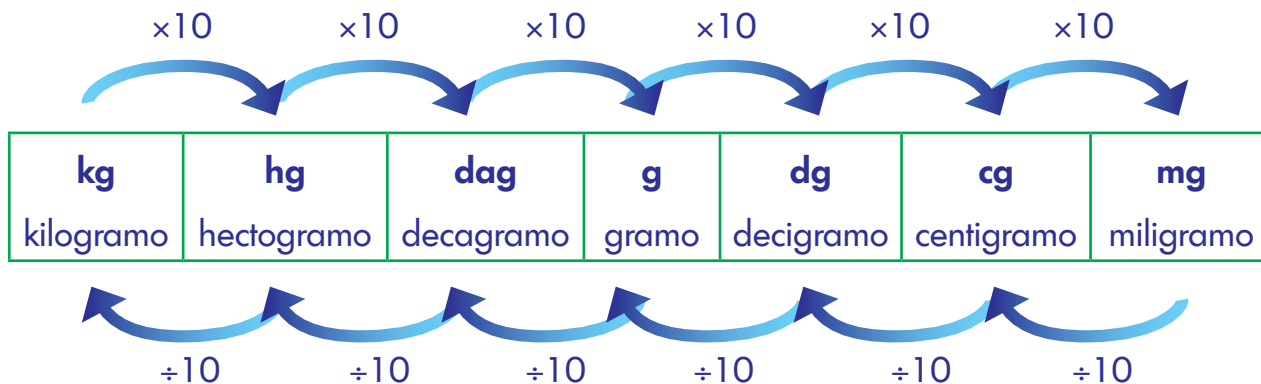 ×10 ×10 ×10 ×10 ×10 ×10
kg hg dag g dg cg mg
kilogramo hectogramo decagramo gramo decigramo centigramo miligramo
÷10 ÷10 ÷10 ÷10 ÷10 ÷10